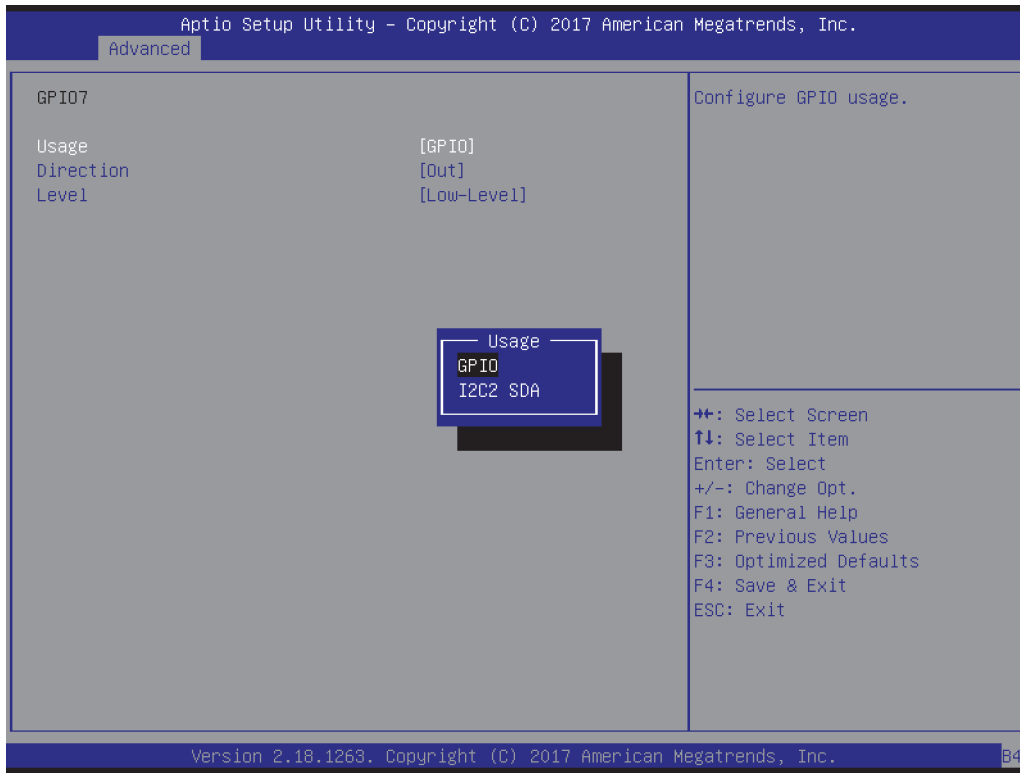 Aptio Setup Utility – Copyright (C) 2017 American Megatrends, Inc.
Advanced
GPIO7
Usage [GPIO]
Direction [Out]
Level [Low-Level]
Configure GPIO usage.
Usage
GPIO
I2C2 SDA
→←: Select Screen
↑↓: Select Item
Enter: Select
+/-: Change Opt.
F1: General Help
F2: Previous Values
F3: Optimized Defaults
F4: Save & Exit
ESC: Exit
Version 2.18.1263. Copyright (C) 2017 American Megatrends, Inc.
B4